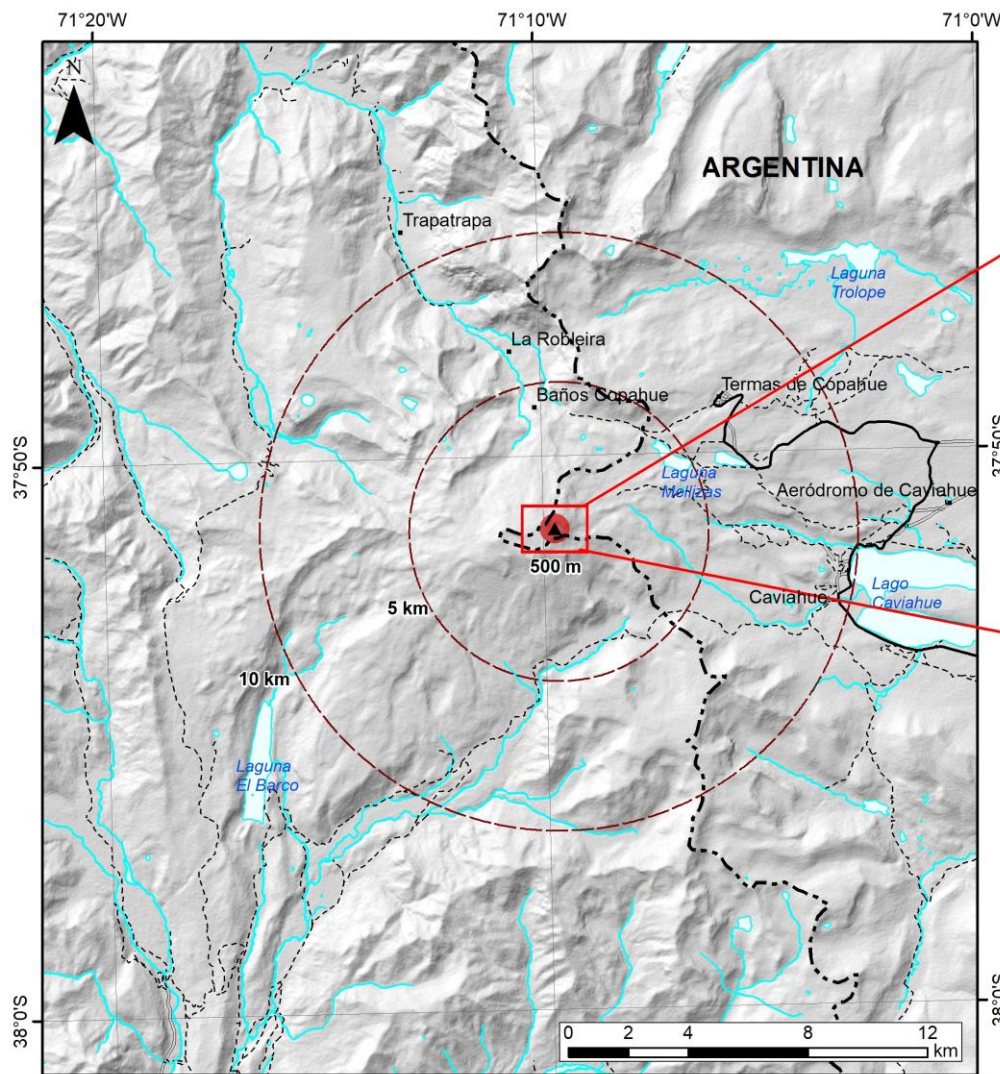 71°20'W
71°10'W
71°0'W
N
ARGENTINA
Trapatrapa
Laguna
Trolope
La Robleira
Termas de Copahue
Baños Copahue
37°50'S
37°50'S
Laguna
Mellizas
Aeródromo de Caviahue
500 m
Lago
Caviahue
Caviahue
5 km
10 km
Laguna
El Barco
38°0'S
38°0'S
0 2 4 8 12
km